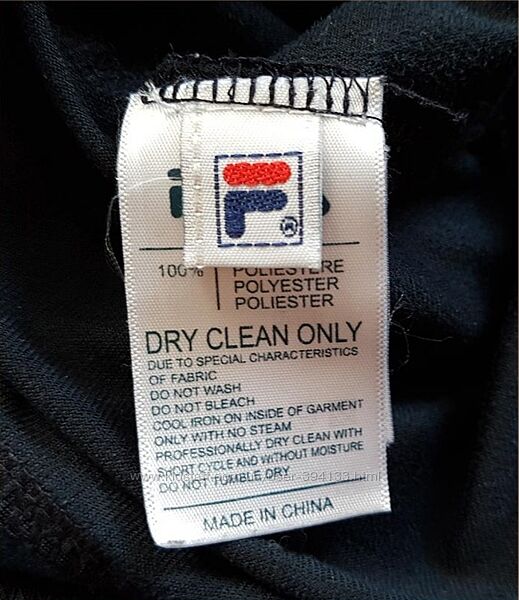 F
®
100% POLIESTERE
POLYESTER
POLIESTER
DRY CLEAN ONLY
DUE TO SPECIAL CHARACTERISTICS
OF FABRIC
DO NOT WASH
DO NOT BLEACH
COOL IRON ON INSIDE OF GARMENT
ONLY WITH NO STEAM
PROFESSIONALLY DRY CLEAN WITH
SHORT CYCLE AND WITHOUT MOISTURE
DO NOT TUMBLE DRY
MADE IN CHINA